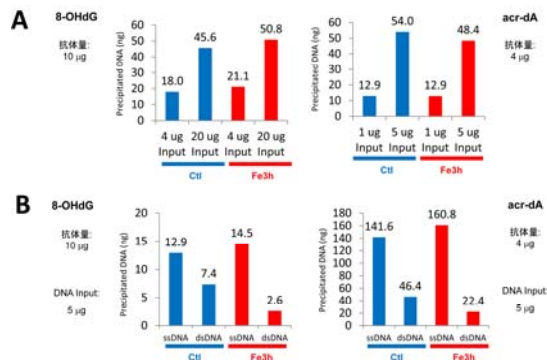 A
8-OHdG
抗体量:
10 μg
Precipitated DNA (ng)
60
50
40
30
20
10
0
18.0
45.6
21.1
50.8
4 ug 20 ug 4 ug 20 ug
Input Input Input Input
Ctl Fe3h
acr-dA
抗体量:
4 μg
Precipitated DNA (ng)
60
50
40
30
20
10
0
12.9
54.0
12.9
48.4
1 ug 5 ug 1 ug 5 ug
Input Input Input Input
Ctl Fe3h
B
8-OHdG
抗体量:
10 μg
DNA Input:
5 μg
Precipitated DNA (ng)
20
15
10
5
0
12.9
7.4
14.5
2.6
ssDNA dsDNA ssDNA dsDNA
Ctl Fe3h
acr-dA
抗体量:
4 μg
DNA Input:
5 μg
Precipitated DNA (ng)
180
160
140
120
100
80
60
40
20
0
141.6
46.4
160.8
22.4
ssDNA dsDNA ssDNA dsDNA
Ctl Fe3h